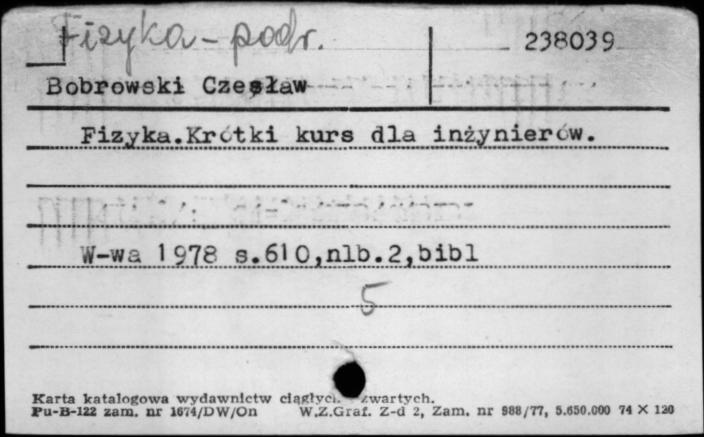 Fizyka - podr.
238039
Bobrowski Czesław
Fizyka.Krótki kurs dla inżynierów.
W-wa 1978 s.610,nlb.2,bibl
5
Karta katalogowa wydawnictw ciągłych zwartych.
Pu-B-122 zam. nr 1674/DW/On W.Z.Graf. Z-d 2, Zam. nr 988/77, 5.650.000 74 X 120